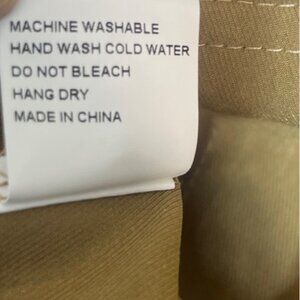 MACHINE WASHABLE
HAND WASH COLD WATER
DO NOT BLEACH
HANG DRY
MADE IN CHINA